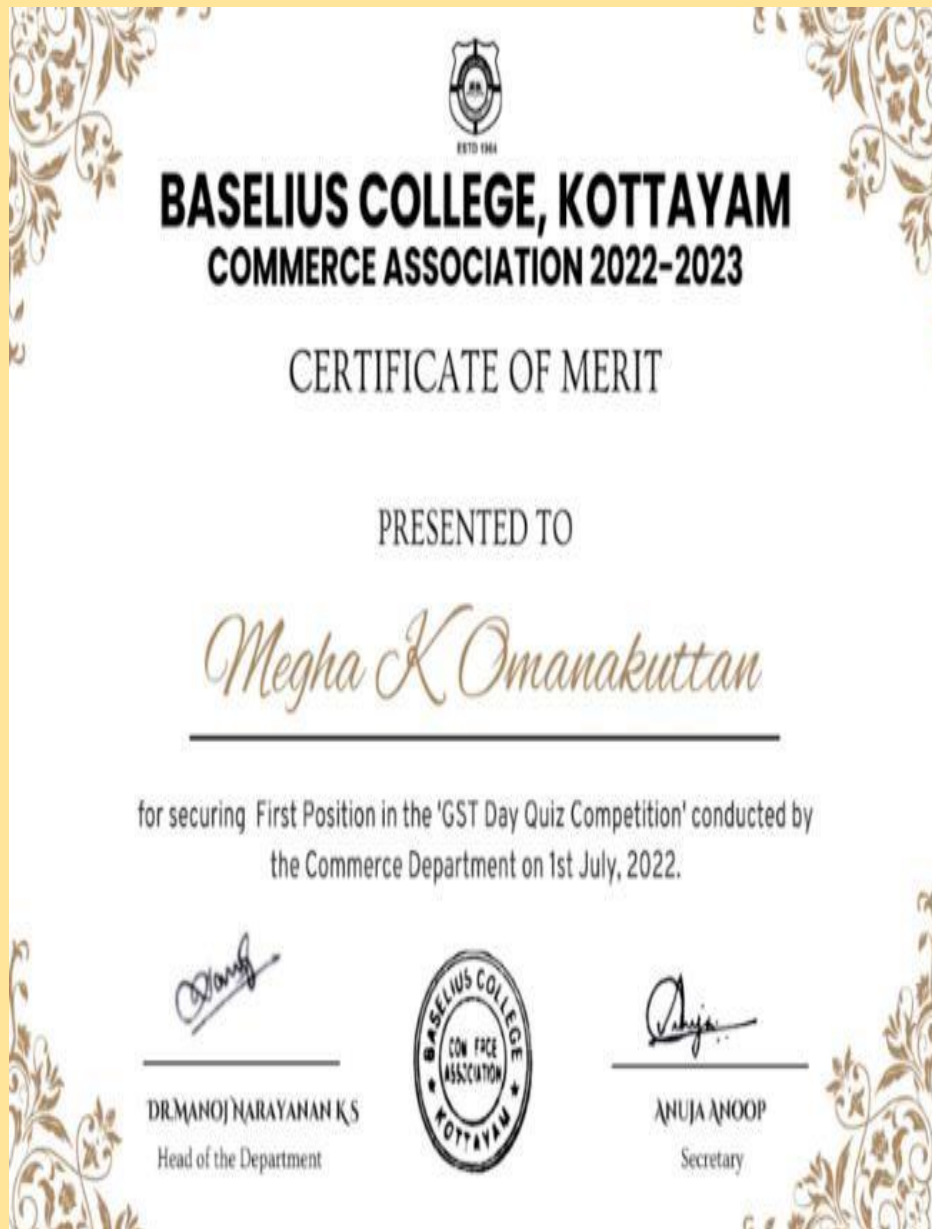 ESTD 1964
BASELIUS COLLEGE, KOTTAYAM
COMMERCE ASSOCIATION 2022-2023
CERTIFICATE OF MERIT
PRESENTED TO
Megha K Omanakuttan
for securing First Position in the 'GST Day Quiz Competition' conducted by
the Commerce Department on 1st July, 2022.
BASELIUS COLLEGE
ASSOCIATION
KOTTAYAM
DR.MANOJ NARAYANAN K S
Head of the Department
Anuja
ANUJA ANOOP
Secretary